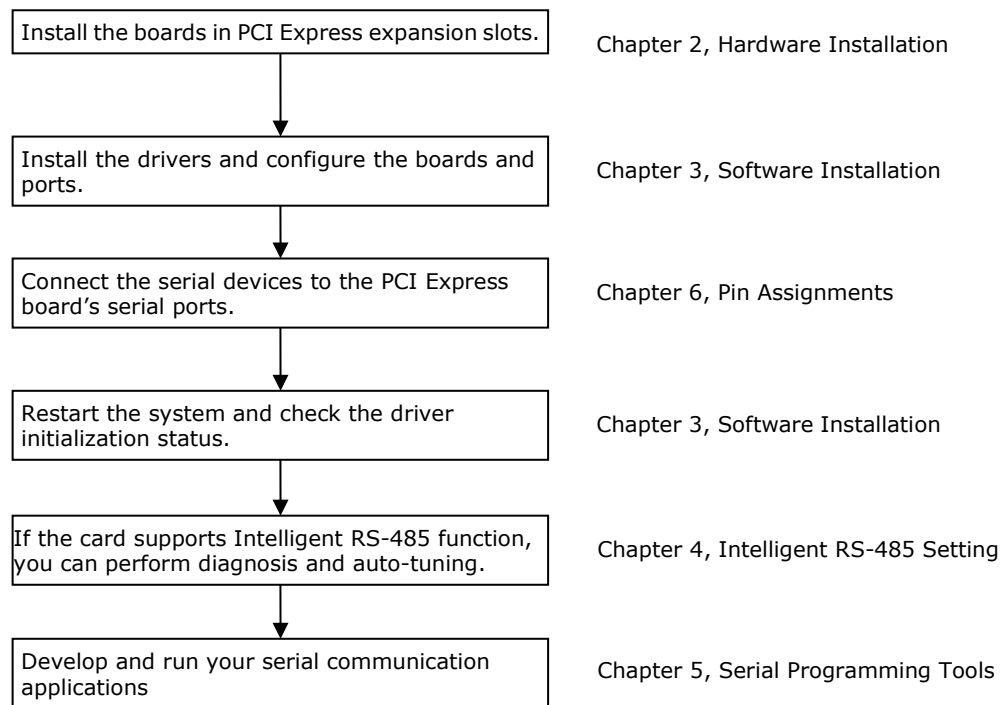 Install the boards in PCI Express expansion slots.
Chapter 2, Hardware Installation
Install the drivers and configure the boards and
ports.
Chapter 3, Software Installation
Connect the serial devices to the PCI Express
board’s serial ports.
Chapter 6, Pin Assignments
Restart the system and check the driver
initialization status.
Chapter 3, Software Installation
If the card supports Intelligent RS-485 function,
you can perform diagnosis and auto-tuning.
Chapter 4, Intelligent RS-485 Setting
Develop and run your serial communication
applications
Chapter 5, Serial Programming Tools